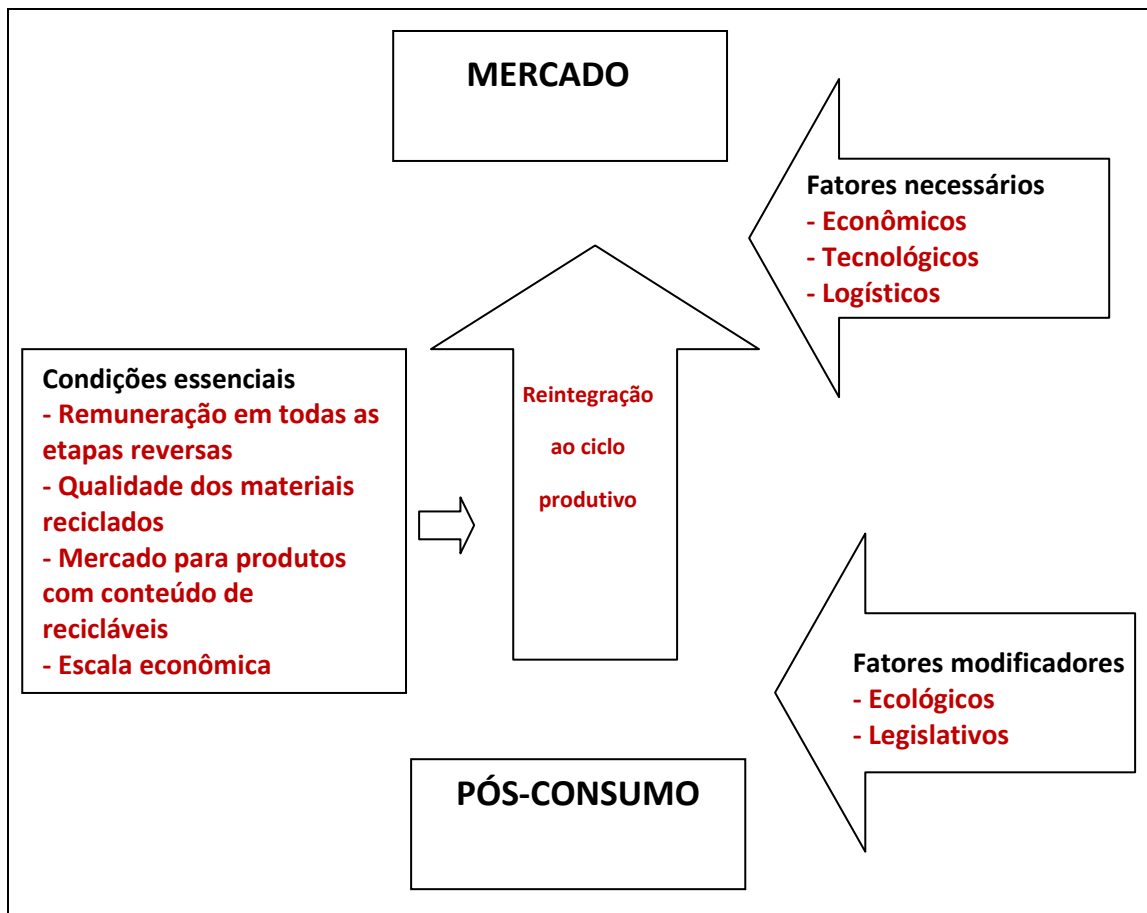 MERCADO
Fatores necessários
- Econômicos
- Tecnológicos
- Logísticos
Condições essenciais
- Remuneração em todas as
etapas reversas
- Qualidade dos materiais
reciclados
- Mercado para produtos
com conteúdo de
recicláveis
- Escala econômica
Reintegração
ao ciclo
produtivo
Fatores modificadores
- Ecológicos
- Legislativos
PÓS-CONSUMO